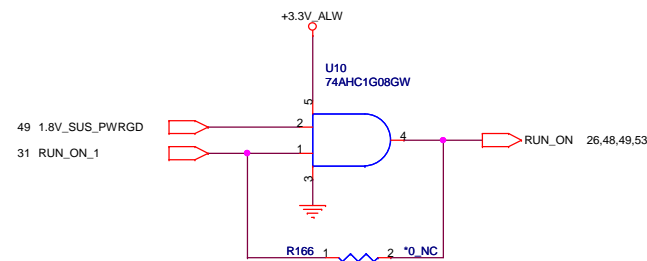 +3.3V_ALW
U10
74AHC1G08GW
5
49 1.8V_SUS_PWRGD 2
4 RUN_ON 26,48,49,53
31 RUN_ON_1 1
3
R166 1 2 *0_NC